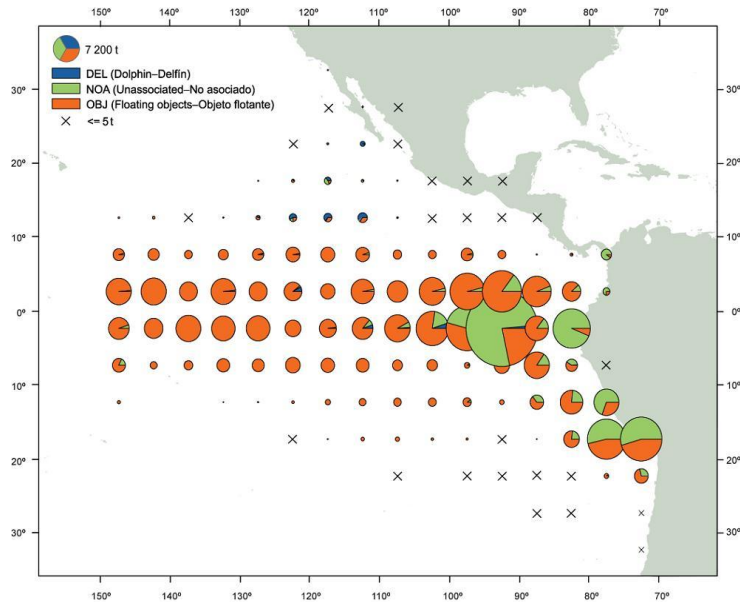 150º 140º 130º 120º 110º 100º 90º 80º 70º
7 200 t
DEL (Dolphin–Delfín)
NOA (Unassociated–No asociado)
OBJ (Floating objects–Objeto flotante)
<= 5 t
30º 30º
20º 20º
10º 10º
0º 0º
10º 10º
20º 20º
30º 30º
150º 140º 130º 120º 110º 100º 90º 80º 70º